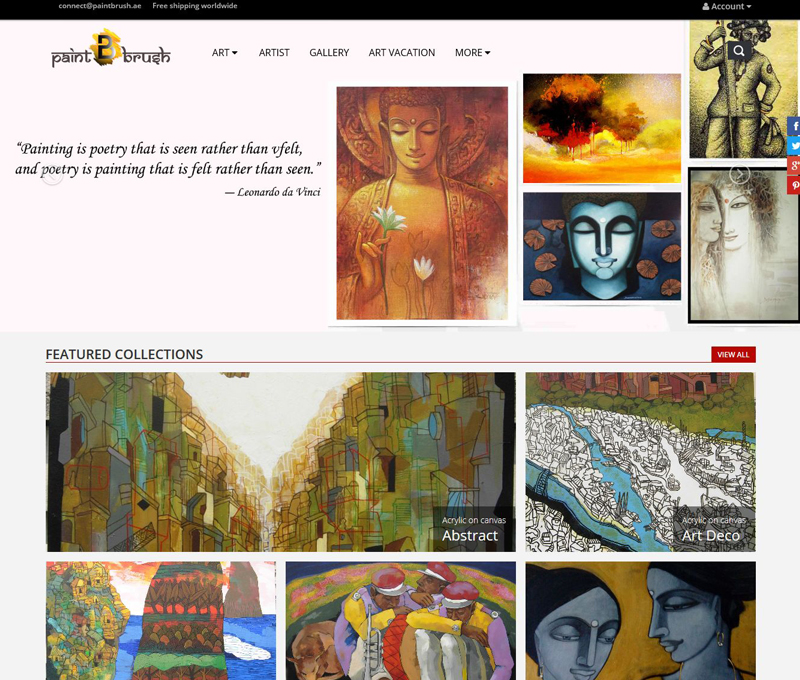 connect@paintbrush.ae Free shipping worldwide Account
paint B brush
ART ARTIST GALLERY ART VACATION MORE
“Painting is poetry that is seen rather than vfelt,
and poetry is painting that is felt rather than seen.”
— Leonardo da Vinci
FEATURED COLLECTIONS VIEW ALL
Acrylic on canvas
Abstract
Acrylic on canvas
Art Deco